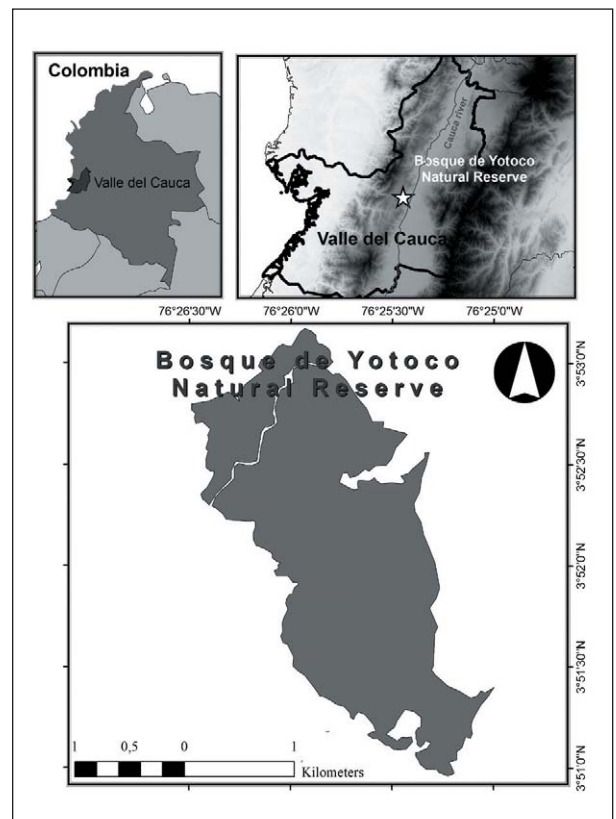 Colombia
Valle del Cauca
Cauca river
Bosque de Yotoco
Natural Reserve
Valle del Cauca
76°26'30"W 76°26'0"W 76°25'30"W 76°25'0"W
Bosque de Yotoco
Natural Reserve
3°53'0"N
3°52'30"N
3°52'0"N
3°51'30"N
3°51'0"N
1 0,5 0 1
Kilometers